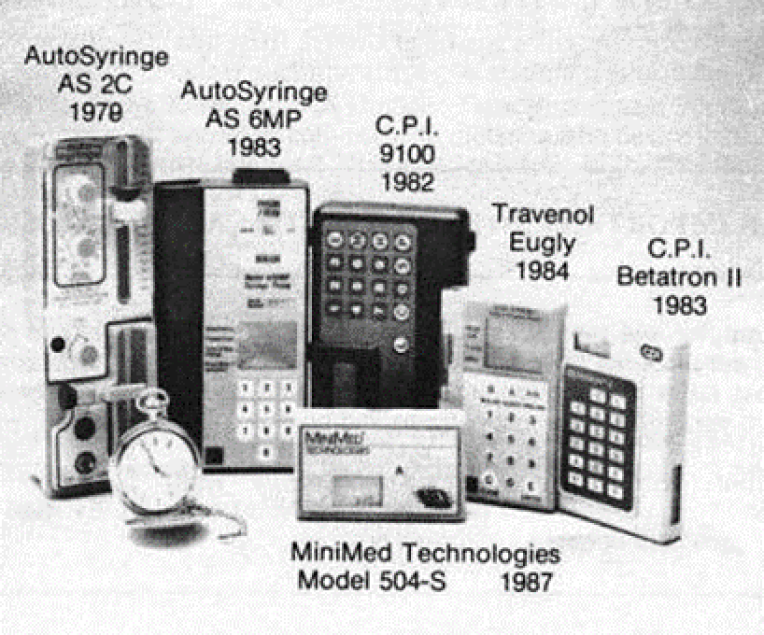 AutoSyringe
AS 2C
1978
AutoSyringe
AS 6MP
1983
C.P.I.
9100
1982
Travenol
Eugly
1984
C.P.I.
Betatron II
1983
MINIMED
TECHNOLOGIES
MiniMed Technologies
Model 504-S 1987